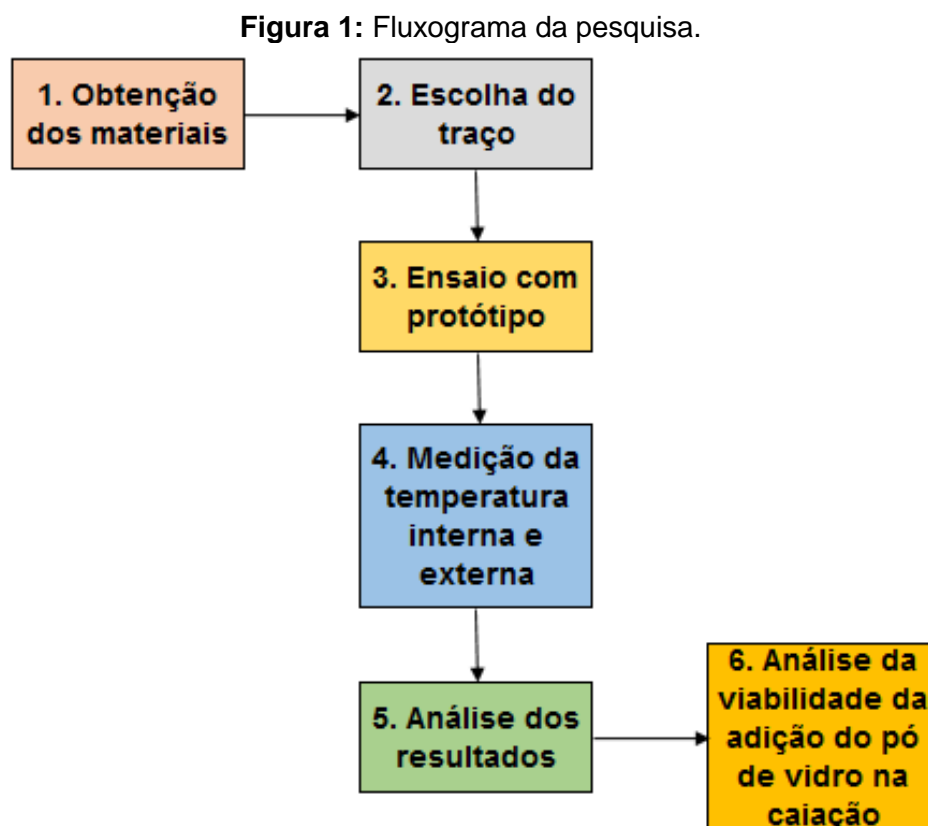 Figura 1: Fluxograma da pesquisa.
1. Obtenção
dos materiais
2. Escolha do
traço
3. Ensaio com
protótipo
4. Medição da
temperatura
interna e
externa
5. Análise dos
resultados
6. Análise da
viabilidade da
adição do pó
de vidro na
caiação